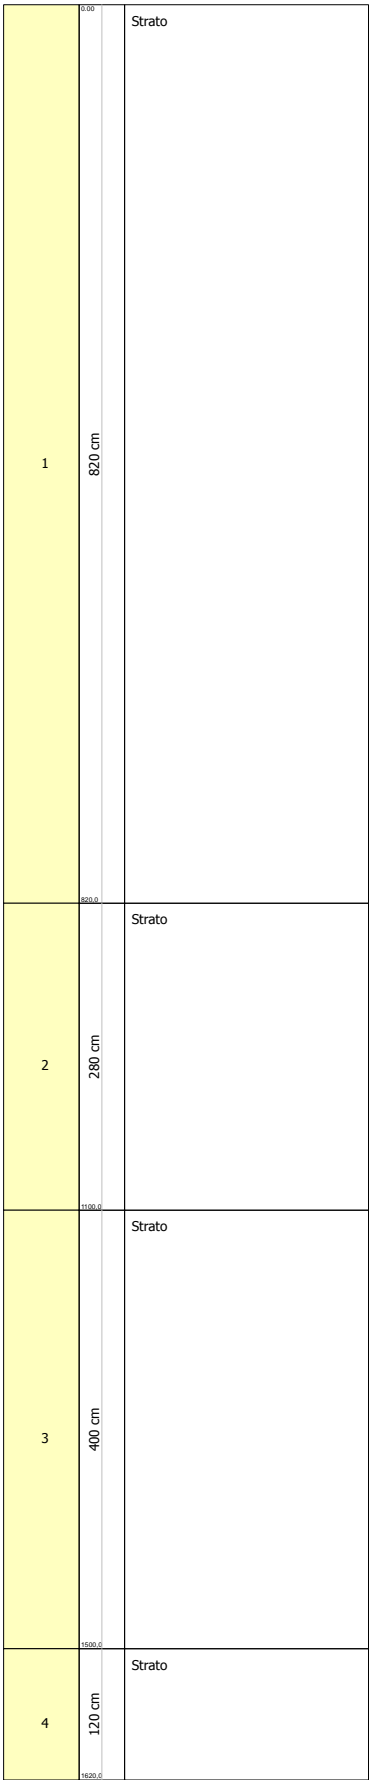 0.00
Strato
1
820 cm
820,0
Strato
2
280 cm
1100,0
Strato
3
400 cm
1500,0
Strato
4
120 cm
1620,0